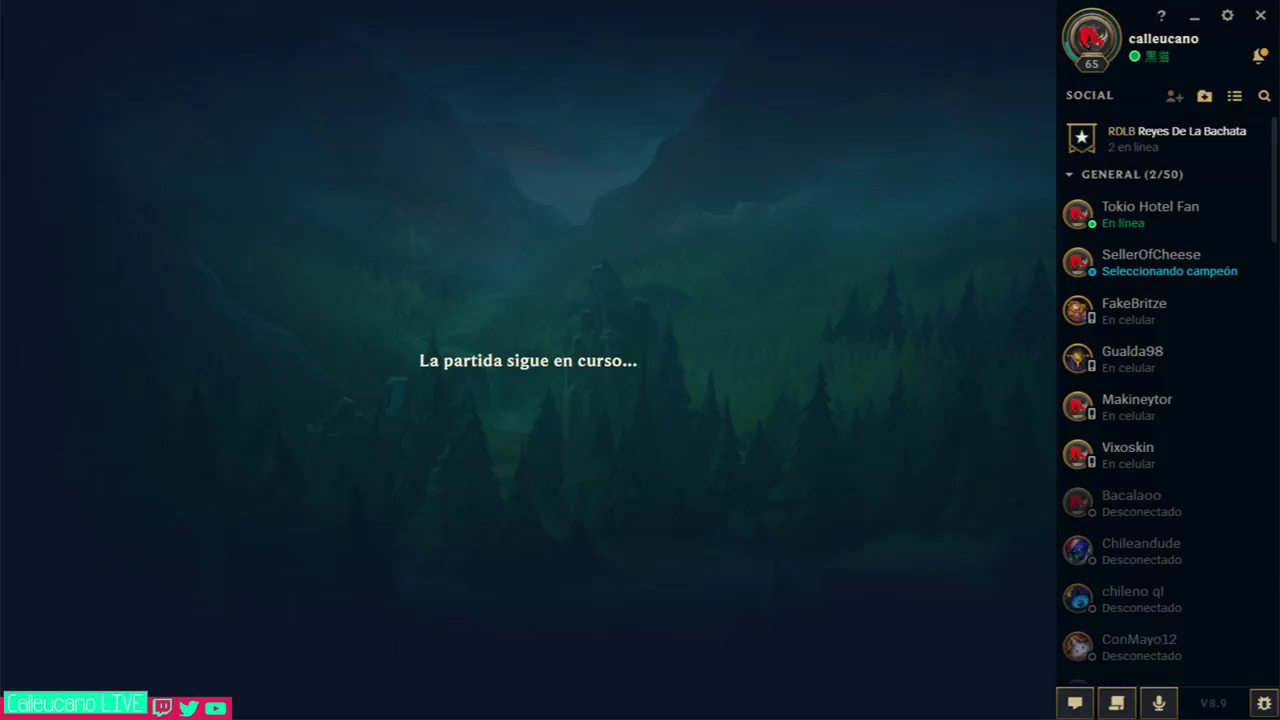 ?
calleucano
65
黒猫
SOCIAL
RDLB Reyes De La Bachata
2 en línea
GENERAL (2/50)
Tokio Hotel Fan
En línea
SellerOfCheese
Seleccionando campeón
FakeBritze
En celular
Gualda98
En celular
Makineytor
En celular
Vixoskin
En celular
Bacalaoo
Desconectado
Chileandude
Desconectado
chileno ql
Desconectado
ConMayo12
Desconectado
La partida sigue en curso...
Calleucano LIVE
V8.9